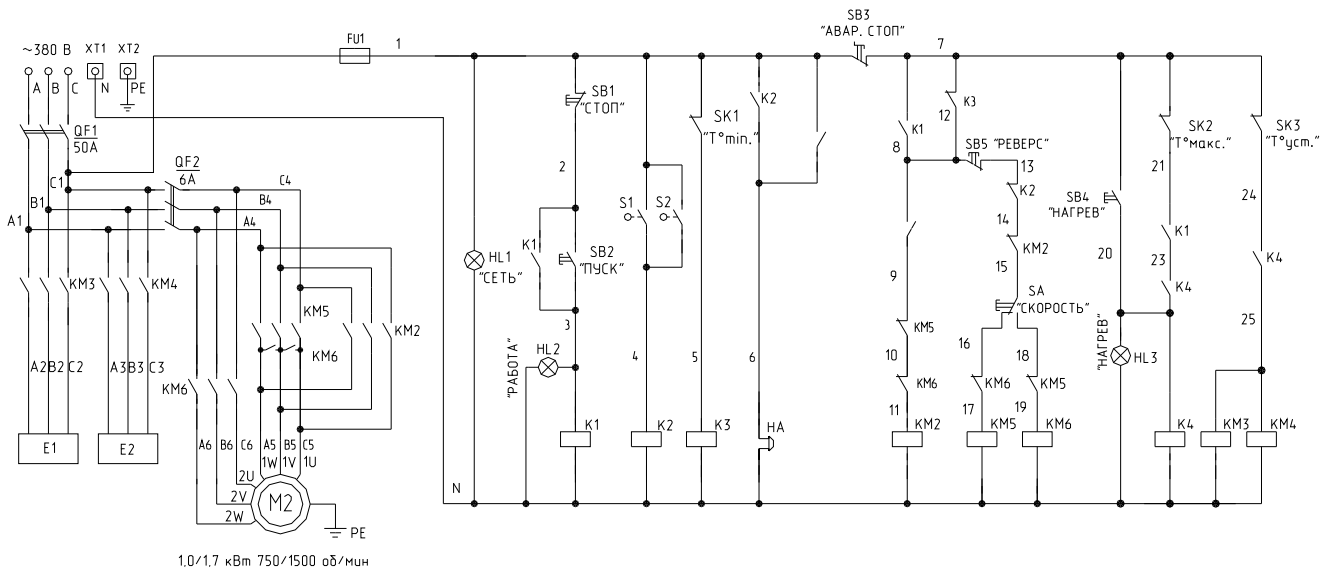 SB3
"АВАР. СТОП"
~380 В
XT1
XT2
FU1
1
7
A
B
C
N
PE
QF1
50A
QF2
6A
SB1
"СТОП"
K2
SK1
"T°min."
K3
12
K1
8
SB5 "РЕВЕРС"
13
SK2
"T°макс."
SK3
"T°уст."
C1
B1
A1
C4
B4
A4
2
21
K2
14
SB4
"НАГРЕВ"
24
S1
S2
K1
SB2
"ПУСК"
HL1
"СЕТЬ"
KM2
15
20
K1
23
K4
K4
9
SA
"СКОРОСТЬ"
KM3
KM4
KM5
KM2
KM6
3
25
KM5
16
18
"РАБОТА"
HL2
4
5
6
10
"НАГРЕВ"
HL3
A2
B2
C2
A3
B3
C3
KM6
KM6
KM6
KM5
11
17
19
E1
E2
A6
B6
C6
A5
B5
C5
1W
1V
1U
K1
K2
K3
HA
KM2
KM5
KM6
K4
KM3
KM4
2U
2V
2W
M2
N
PE
1,0/1,7 кВт 750/1500 об/мин